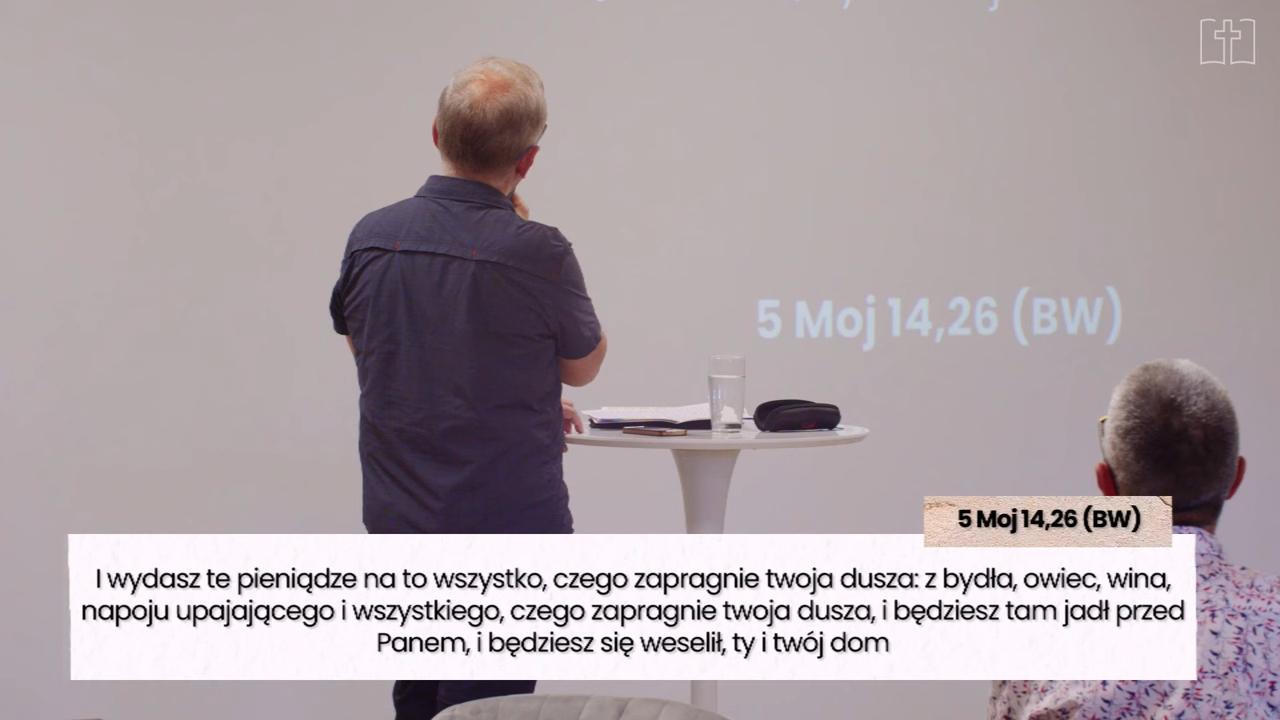 5 Moj 14,26 (BW)
5 Moj 14,26 (BW)
I wydasz te pieniądze na to wszystko, czego zapragnie twoja dusza: z bydła, owiec, wina,
napoju upajającego i wszystkiego, czego zapragnie twoja dusza, i będziesz tam jadł przed
Panem, i będziesz się weselił, ty i twój dom